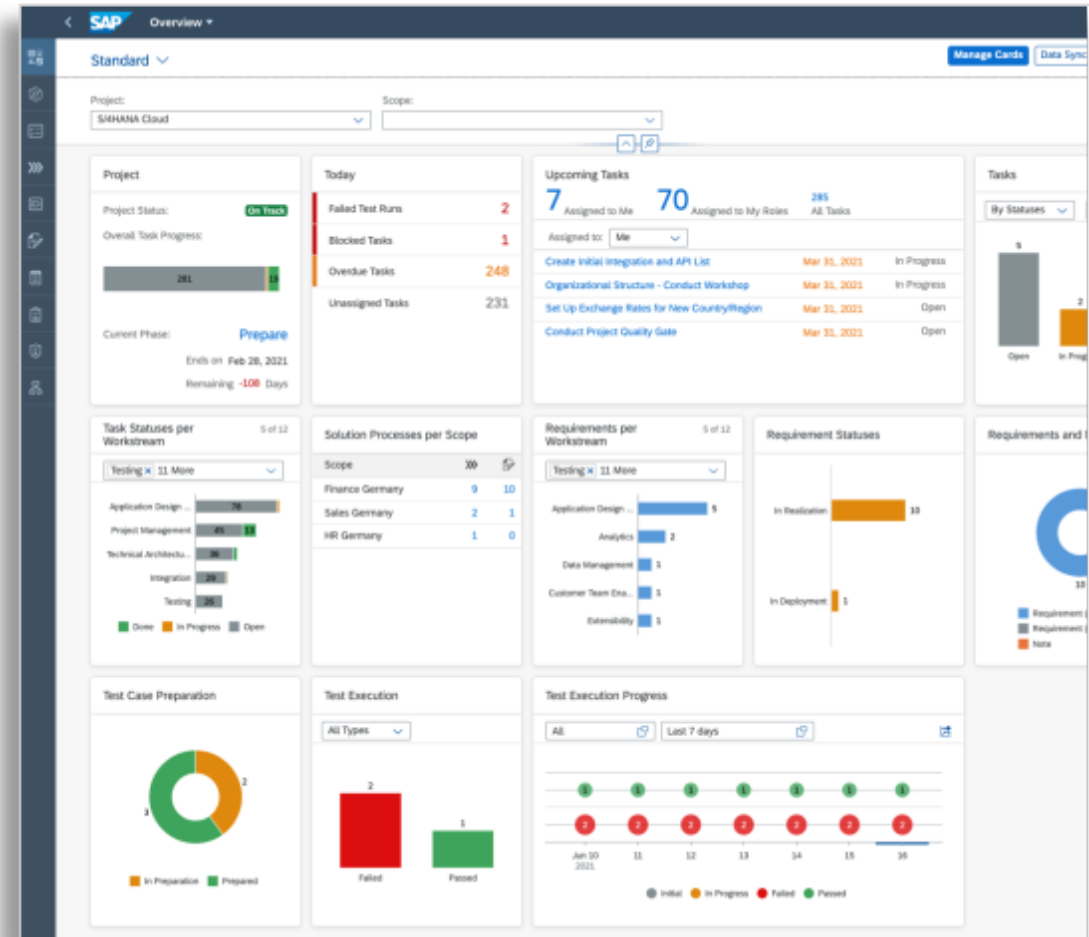 SAP Overview
Standard
Manage Cards Data Sync
Project:
S/4HANA Cloud
Scope:
Project
Project Status: On Track
Overall Task Progress:
281
Current Phase: Prepare
Ends on Feb 28, 2021
Remaining -108 Days
Today
Failed Test Runs 2
Blocked Tasks 1
Overdue Tasks 248
Unassigned Tasks 231
Upcoming Tasks
7 Assigned to Me 70 Assigned to My Roles 285 All Tasks
Assigned to: Me
Create Initial Integration and API List Mar 31, 2021 In Progress
Organizational Structure - Conduct Workshop Mar 31, 2021 In Progress
Set Up Exchange Rates for New Country/Region Mar 31, 2021 Open
Conduct Project Quality Gate Mar 31, 2021 Open
Tasks
By Statuses
5
2
Open In Prog
Task Statuses per Workstream 5 of 12
Testing 11 More
Application Design ... 78
Project Management 45 13
Technical Architectu... 36
Integration 29
Testing 26
Done In Progress Open
Solution Processes per Scope
Scope
Finance Germany 9 10
Sales Germany 2 1
HR Germany 1 0
Requirements per Workstream 5 of 12
Testing 11 More
Application Design ... 5
Analytics 2
Data Management 1
Customer Team Ena... 1
Extensibility 1
Requirement Statuses
In Realization 10
In Deployment 1
Requirements and
10
Requirement
Requirement
Note
Test Case Preparation
2
3
In Preparation Prepared
Test Execution
All Types
2
1
Failed Passed
Test Execution Progress
All Last 7 days
1 1 1 1 1 1 1
2 2 2 2 2 2 2
Jun 10 11 12 13 14 15 16
2021
Initial In Progress Failed Passed